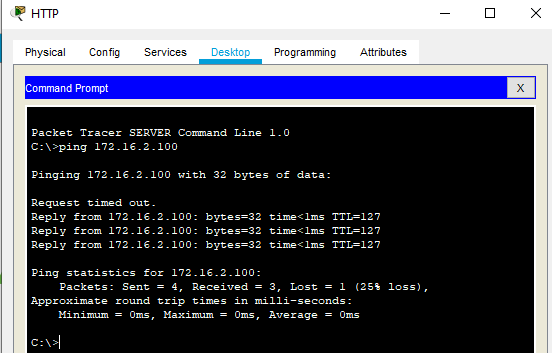 HTTP
Physical Config Services Desktop Programming Attributes
Command Prompt X
Packet Tracer SERVER Command Line 1.0
C:\>ping 172.16.2.100
Pinging 172.16.2.100 with 32 bytes of data:
Request timed out.
Reply from 172.16.2.100: bytes=32 time<1ms TTL=127
Reply from 172.16.2.100: bytes=32 time<1ms TTL=127
Reply from 172.16.2.100: bytes=32 time<1ms TTL=127
Ping statistics for 172.16.2.100:
Packets: Sent = 4, Received = 3, Lost = 1 (25% loss),
Approximate round trip times in milli-seconds:
Minimum = 0ms, Maximum = 0ms, Average = 0ms
C:\>